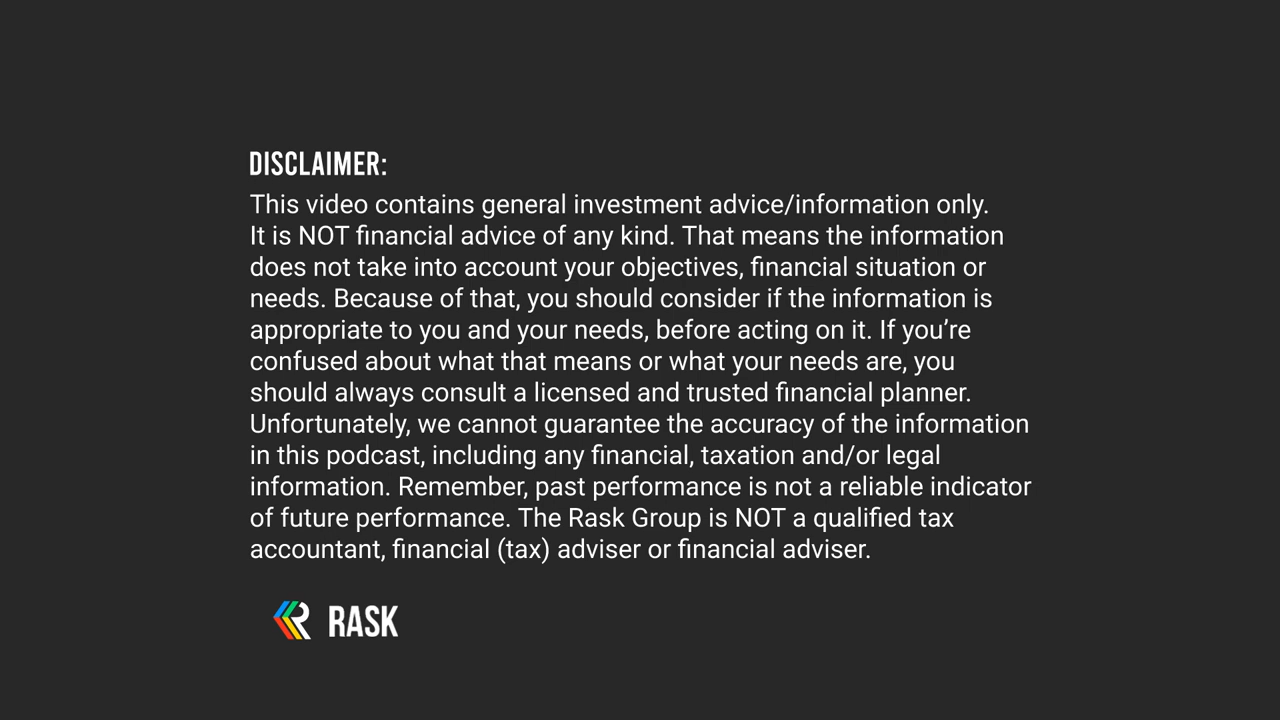 DISCLAIMER:
This video contains general investment advice/information only.
It is NOT financial advice of any kind. That means the information
does not take into account your objectives, financial situation or
needs. Because of that, you should consider if the information is
appropriate to you and your needs, before acting on it. If you’re
confused about what that means or what your needs are, you
should always consult a licensed and trusted financial planner.
Unfortunately, we cannot guarantee the accuracy of the information
in this podcast, including any financial, taxation and/or legal
information. Remember, past performance is not a reliable indicator
of future performance. The Rask Group is NOT a qualified tax
accountant, financial (tax) adviser or financial adviser.
RASK